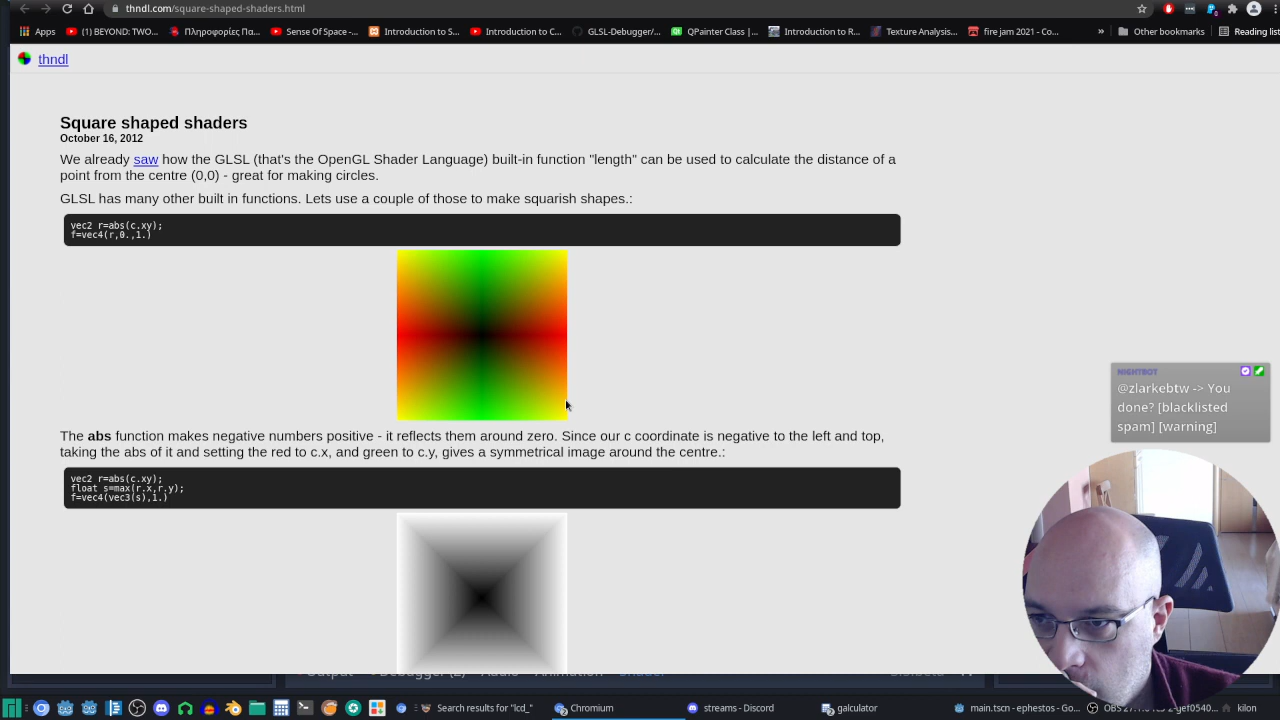 thndl.com/square-shaped-shaders.html
Apps
(1) BEYOND: TWO...
Πληροφορίες Πα...
Sense Of Space -...
Introduction to S...
Introduction to C...
GLSL-Debugger/...
QPainter Class |...
Introduction to R...
Texture Analysis...
fire jam 2021 - Co...
»
Other bookmarks
Reading list
thndl
Square shaped shaders
October 16, 2012
We already saw how the GLSL (that's the OpenGL Shader Language) built-in function "length" can be used to calculate the distance of a
point from the centre (0,0) - great for making circles.
GLSL has many other built in functions. Lets use a couple of those to make squarish shapes.:
vec2 r=abs(c.xy);
f=vec4(r,0.,1.)
NIGHTBOT
@zlarkebtw -> You
done? [blacklisted
spam] [warning]
The abs function makes negative numbers positive - it reflects them around zero. Since our c coordinate is negative to the left and top,
taking the abs of it and setting the red to c.x, and green to c.y, gives a symmetrical image around the centre.:
vec2 r=abs(c.xy);
float s=max(r.x,r.y);
f=vec4(vec3(s),1.)
Output
Debugger (2)
Audio
Animation
Shader
Search results for "lcd_"
Chromium
streams - Discord
galculator
main.tscn - ephestos - Go...
kilon